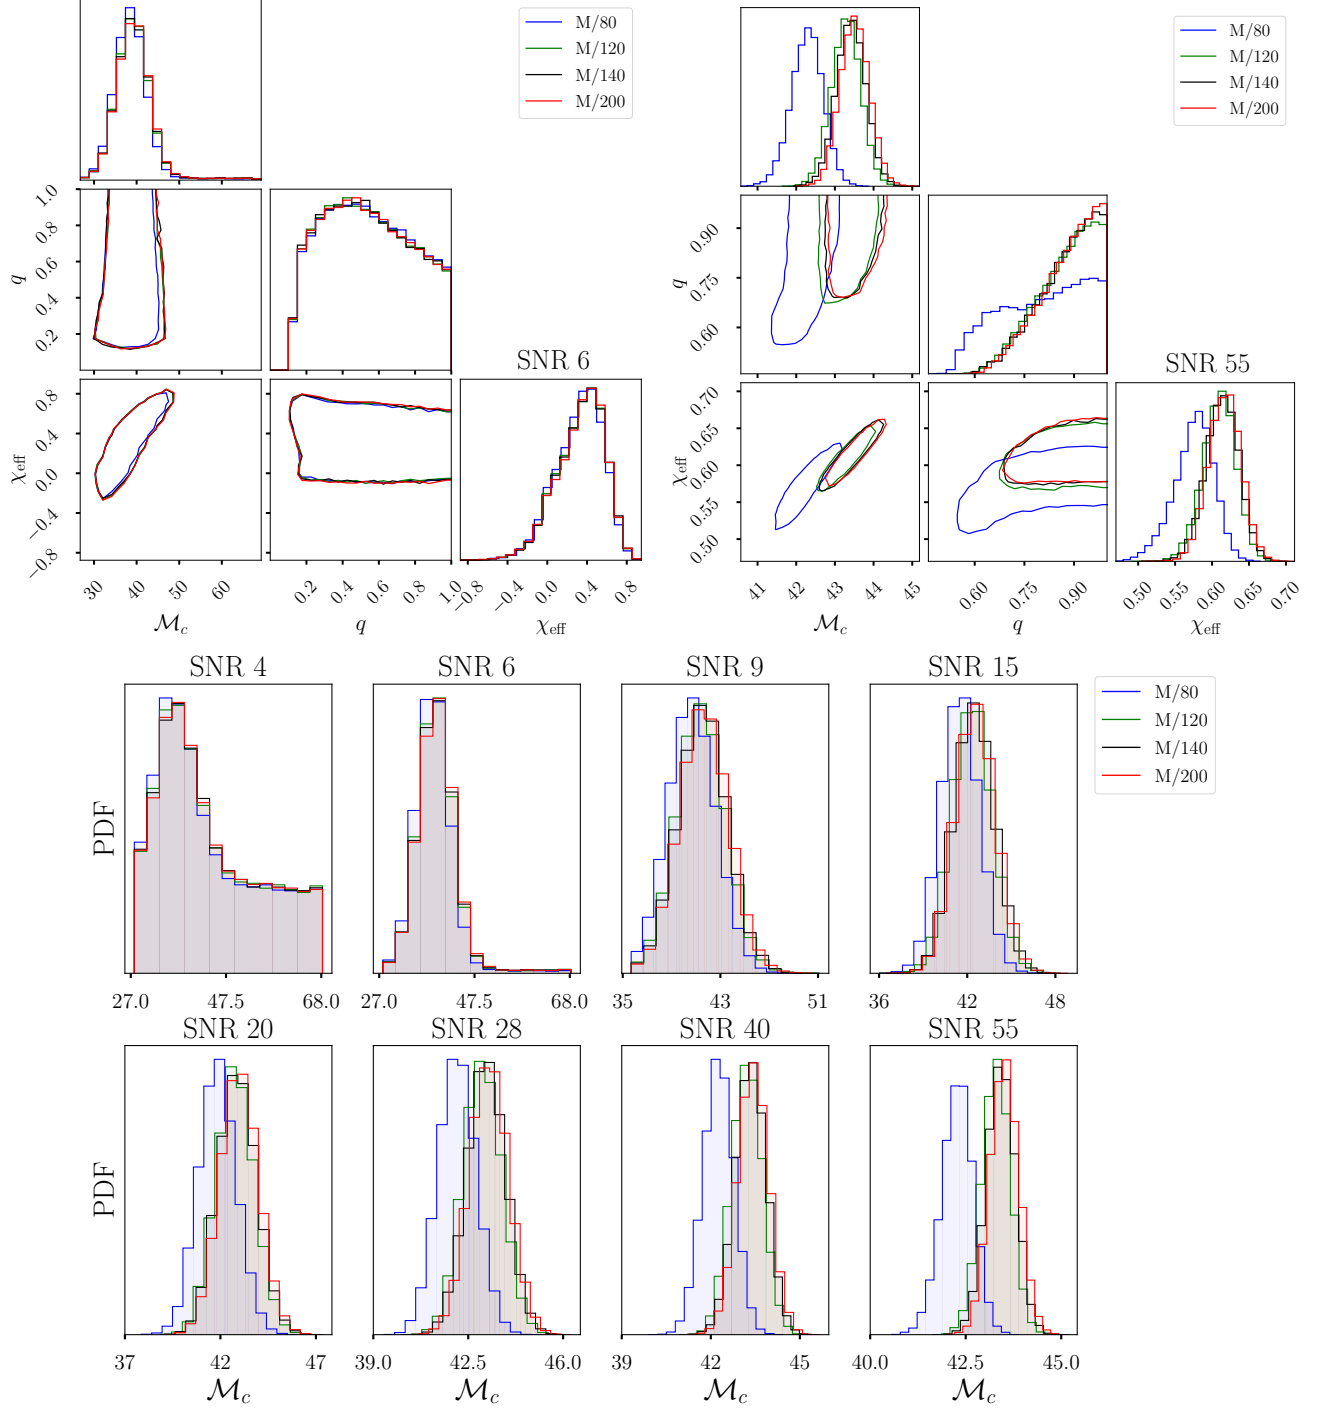 M/80
M/120
M/140
M/200
M/80
M/120
M/140
M/200
1.0
0.8
0.6
0.4
0.2
q
0.90
0.75
0.60
q
SNR 6
SNR 55
0.8
0.4
0.0
−0.4
−0.8
χeff
0.70
0.65
0.60
0.55
0.50
χeff
30 40 50 60
0.2 0.4 0.6 0.8 1.0
−0.8 −0.4 0.0 0.4 0.8
41 42 43 44 45
0.60 0.75 0.90
0.50 0.55 0.60 0.65 0.70
ℳc q χeff
ℳc q χeff
SNR 4 SNR 6 SNR 9 SNR 15
M/80
M/120
M/140
M/200
PDF
27.0 47.5 68.0
27.0 47.5 68.0
35 43 51
36 42 48
SNR 20 SNR 28 SNR 40 SNR 55
PDF
37 42 47
39.0 42.5 46.0
39 42 45
40.0 42.5 45.0
ℳc ℳc ℳc ℳc